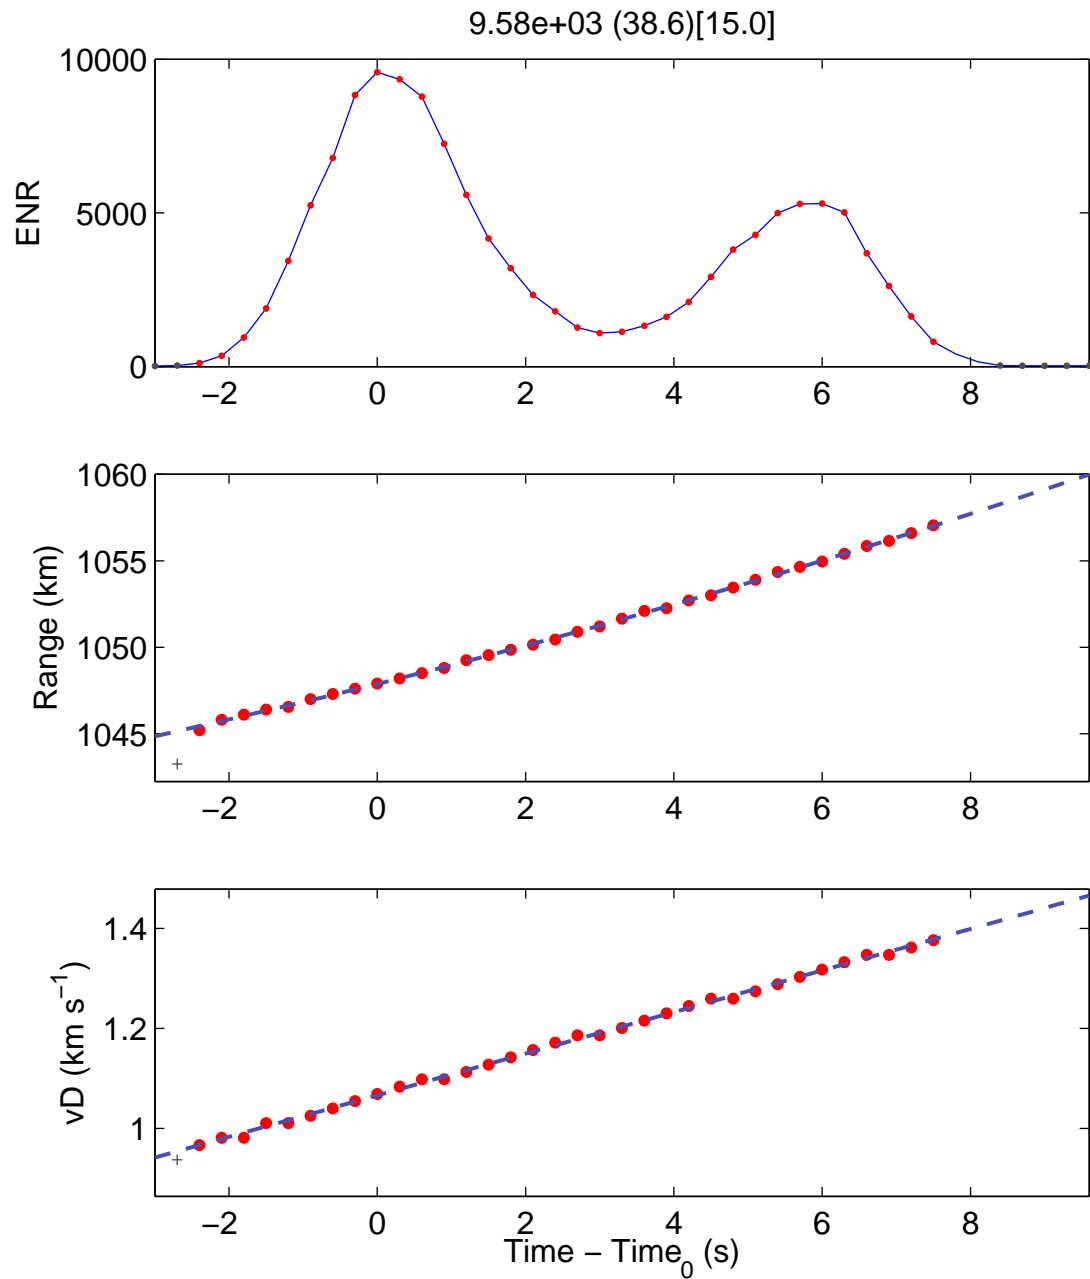 9.58e+03 (38.6)[15.0]
10000
5000
0
ENR
−2 0 2 4 6 8
1060
1055
1050
1045
Range (km)
−2 0 2 4 6 8
1.4
1.2
1
vD (km s−1)
−2 0 2 4 6 8
Time − Time0 (s)